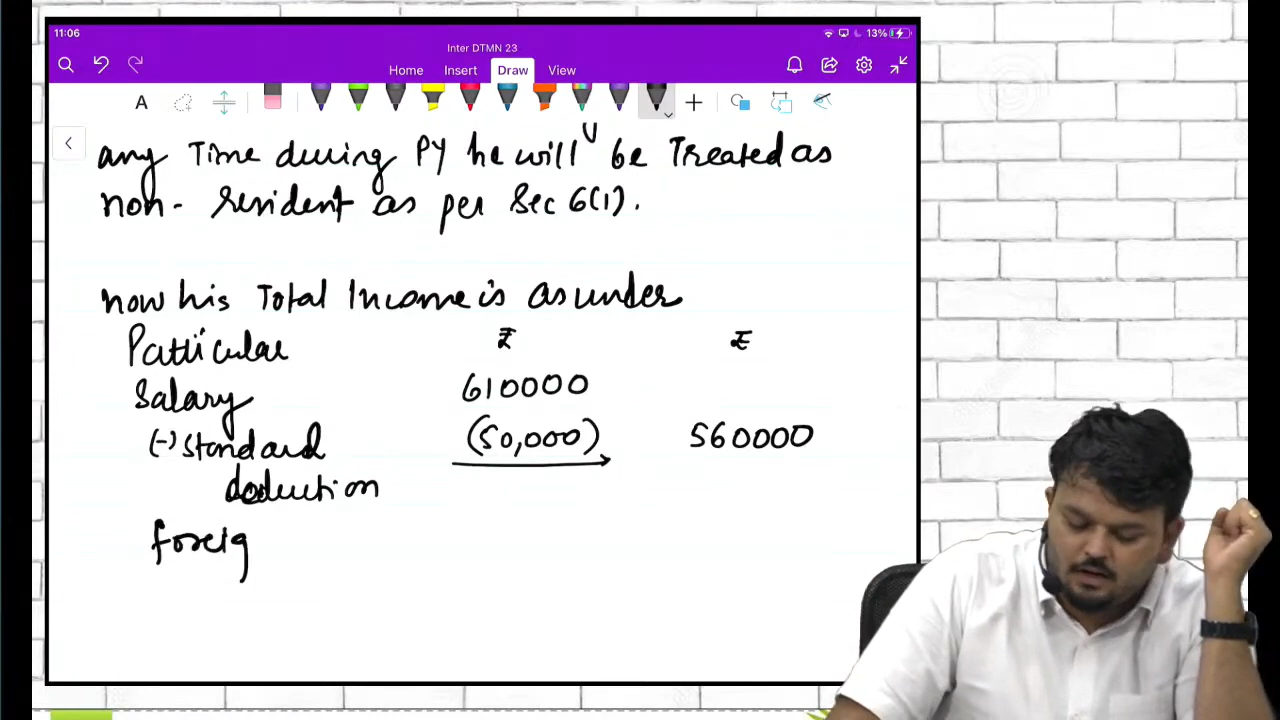 11:06
13%
Inter DTMN 23
Home Insert Draw View
A
any Time during PY he will be Treated as
non-resident as per Sec 6(1).
now his Total Income is as under
Particular ₹ ₹
Salary 610000
(-) Standard (50,000) 560000
deduction
foreig